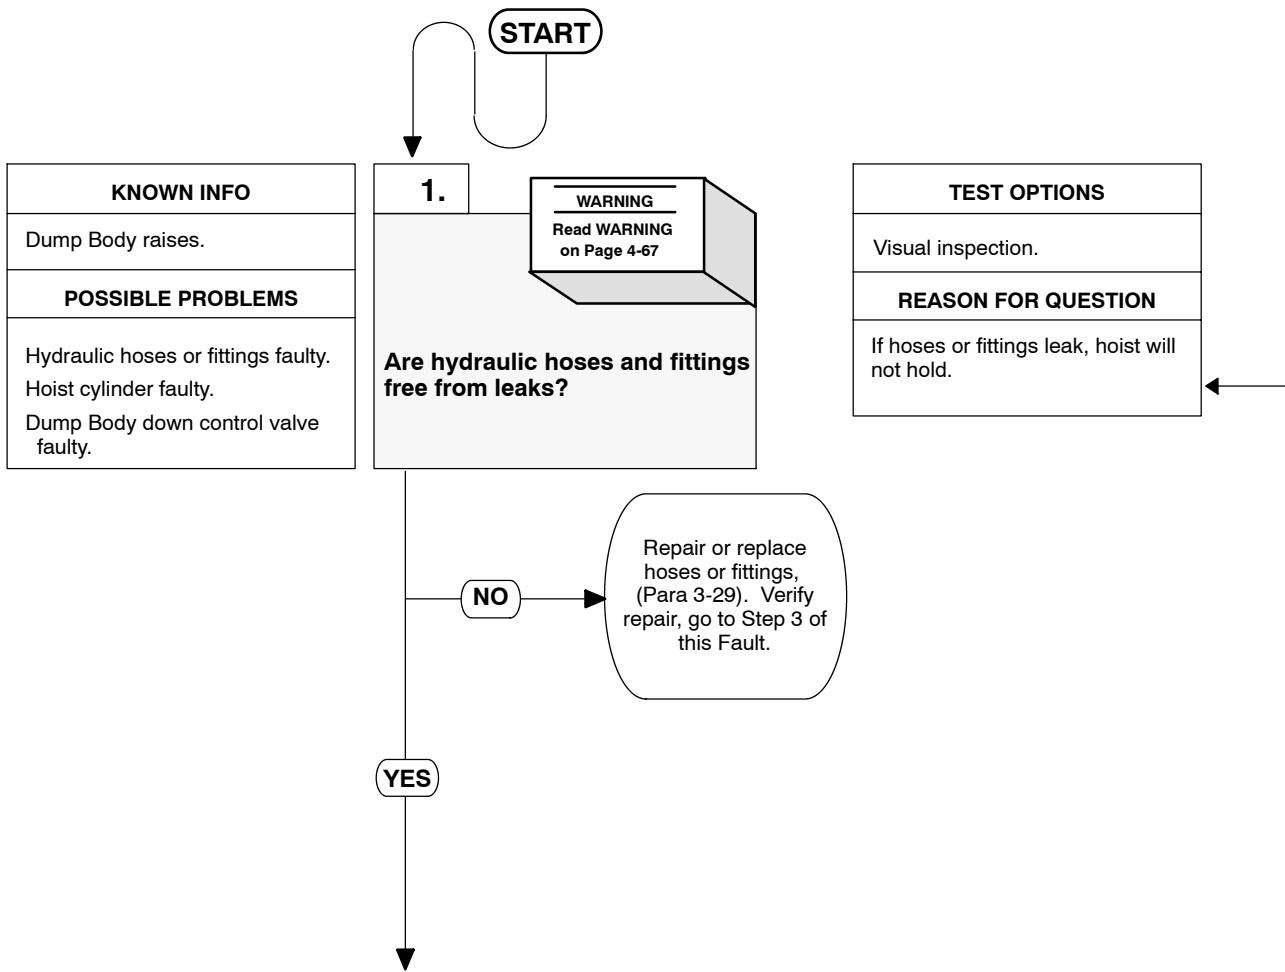 START
KNOWN INFO
Dump Body raises.
POSSIBLE PROBLEMS
Hydraulic hoses or fittings faulty.
Hoist cylinder faulty.
Dump Body down control valve
faulty.
1.
WARNING
Read WARNING
on Page 4-67
Are hydraulic hoses and fittings
free from leaks?
TEST OPTIONS
Visual inspection.
REASON FOR QUESTION
If hoses or fittings leak, hoist will
not hold.
NO
Repair or replace
hoses or fittings,
(Para 3-29). Verify
repair, go to Step 3 of
this Fault.
YES